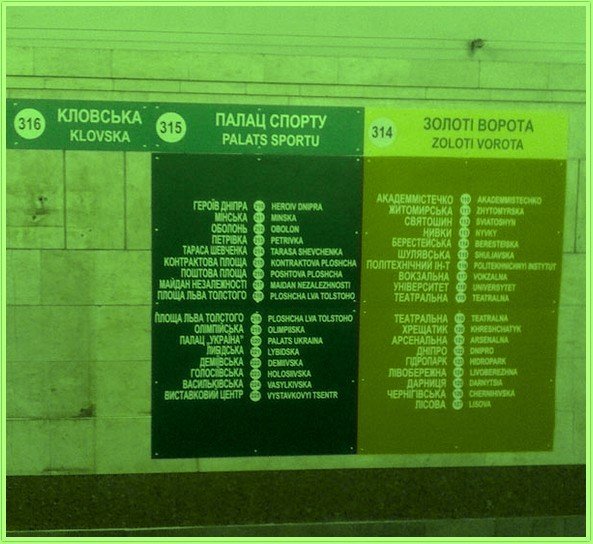 316 КЛОВСЬКА
KLOVSKA
315 ПАЛАЦ СПОРТУ
PALATS SPORTU
314 ЗОЛОТІ ВОРОТА
ZOLOTI VOROTA
ГЕРОЇВ ДНІПРА HEROIV DNIPRA
МІНСЬКА MINSKA
ОБОЛОНЬ OBOLON
ПЕТРІВКА PETRIVKA
ТАРАСА ШЕВЧЕНКА TARASA SHEVCHENKA
КОНТРАКТОВА ПЛОЩА KONTRAKTOVA PLOSHCHA
ПОШТОВА ПЛОЩА POSHTOVA PLOSHCHA
МАЙДАН НЕЗАЛЕЖНОСТІ MAIDAN NEZALEZHNOSTI
ПЛОЩА ЛЬВА ТОЛСТОГО PLOSHCHA LVA TOLSTOHO
ПЛОЩА ЛЬВА ТОЛСТОГО PLOSHCHA LVA TOLSTOHO
ОЛІМПІЙСЬКА OLIMPIISKA
ПАЛАЦ „УКРАЇНА" PALATS UKRAINA
ЛИБІДСЬКА LYBIDSKA
ДЕМІЇВСЬКА DEMIIVSKA
ГОЛОСІЇВСЬКА HOLOSIIVSKA
ВАСИЛЬКІВСЬКА VASYLKIVSKA
ВИСТАВКОВИЙ ЦЕНТР VYSTAVKOVYI TSENTR
АКАДЕММІСТЕЧКО AKADEMMISTECHKO
ЖИТОМИРСЬКА ZHYTOMYRSKA
СВЯТОШИН SVIATOSHYN
НИВКИ NYVKY
БЕРЕСТЕЙСЬКА BERESTEISKA
ШУЛЯВСЬКА SHULIAVSKA
ПОЛІТЕХНІЧНИЙ ІН-Т POLITEKHNICHNYI INSTYTUT
ВОКЗАЛЬНА VOKZALNA
УНІВЕРСИТЕТ UNIVERSYTET
ТЕАТРАЛЬНА TEATRALNA
ТЕАТРАЛЬНА TEATRALNA
ХРЕЩАТИК KHRESHCHATYK
АРСЕНАЛЬНА ARSENALNA
ДНІПРО DNIPRO
ГІДРОПАРК HIDROPARK
ЛІВОБЕРЕЖНА LIVOBEREZHNA
ДАРНИЦЯ DARNYTSIA
ЧЕРНІГІВСЬКА CHERNIHIVSKA
ЛІСОВА LISOVA